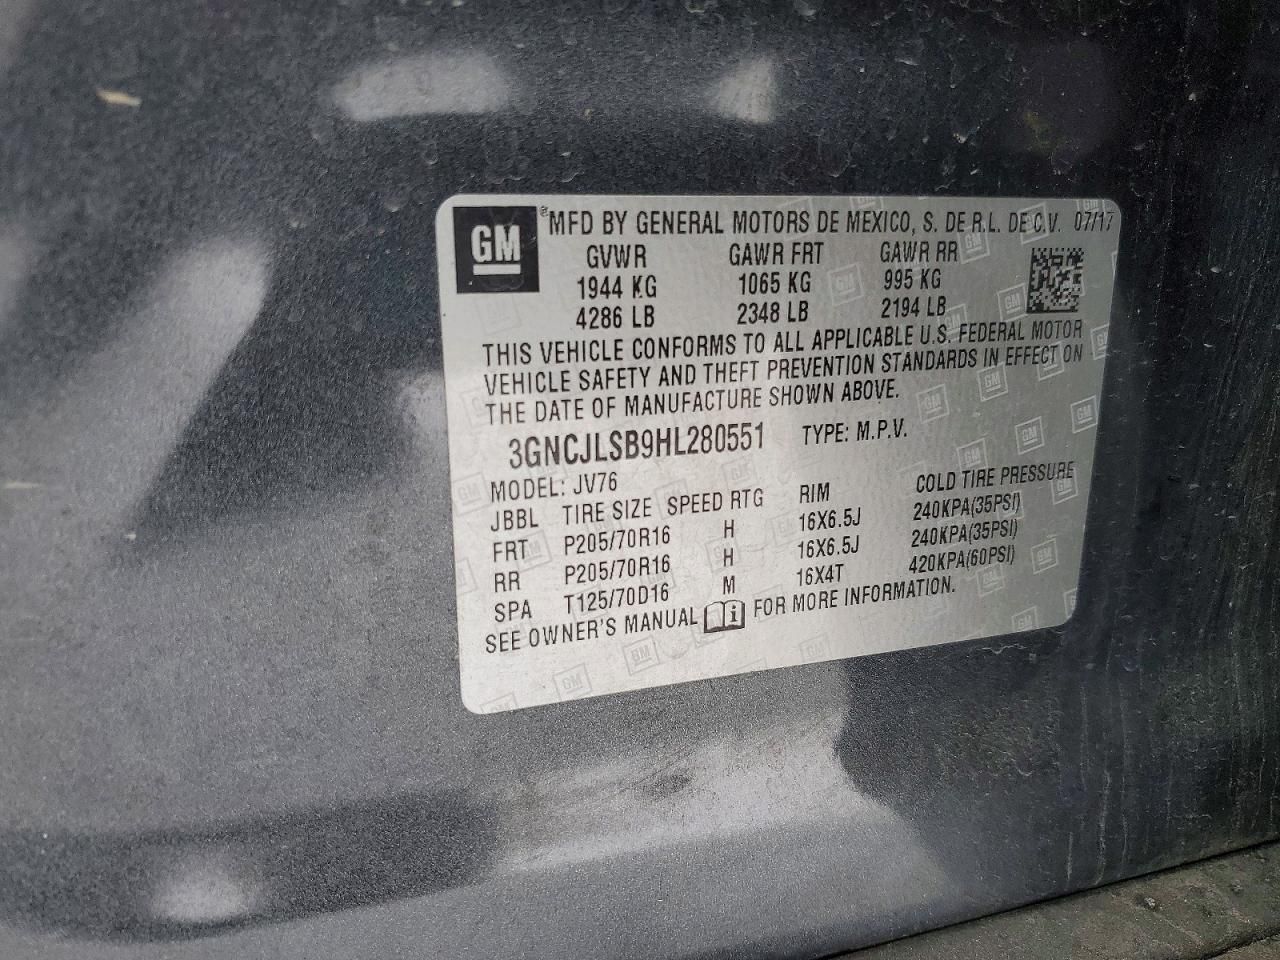 GM
®MFD BY GENERAL MOTORS DE MEXICO, S. DE R.L. DE C.V. 07/17
GVWR GAWR FRT GAWR RR
1944 KG 1065 KG 995 KG
4286 LB 2348 LB 2194 LB
THIS VEHICLE CONFORMS TO ALL APPLICABLE U.S. FEDERAL MOTOR
VEHICLE SAFETY AND THEFT PREVENTION STANDARDS IN EFFECT ON
THE DATE OF MANUFACTURE SHOWN ABOVE.
3GNCJLSB9HL280551 TYPE: M.P.V.
MODEL: JV76
JBBL TIRE SIZE SPEED RTG RIM COLD TIRE PRESSURE
FRT P205/70R16 H 16X6.5J 240KPA(35PSI)
RR P205/70R16 H 16X6.5J 240KPA(35PSI)
SPA T125/70D16 M 16X4T 420KPA(60PSI)
SEE OWNER'S MANUAL i FOR MORE INFORMATION.